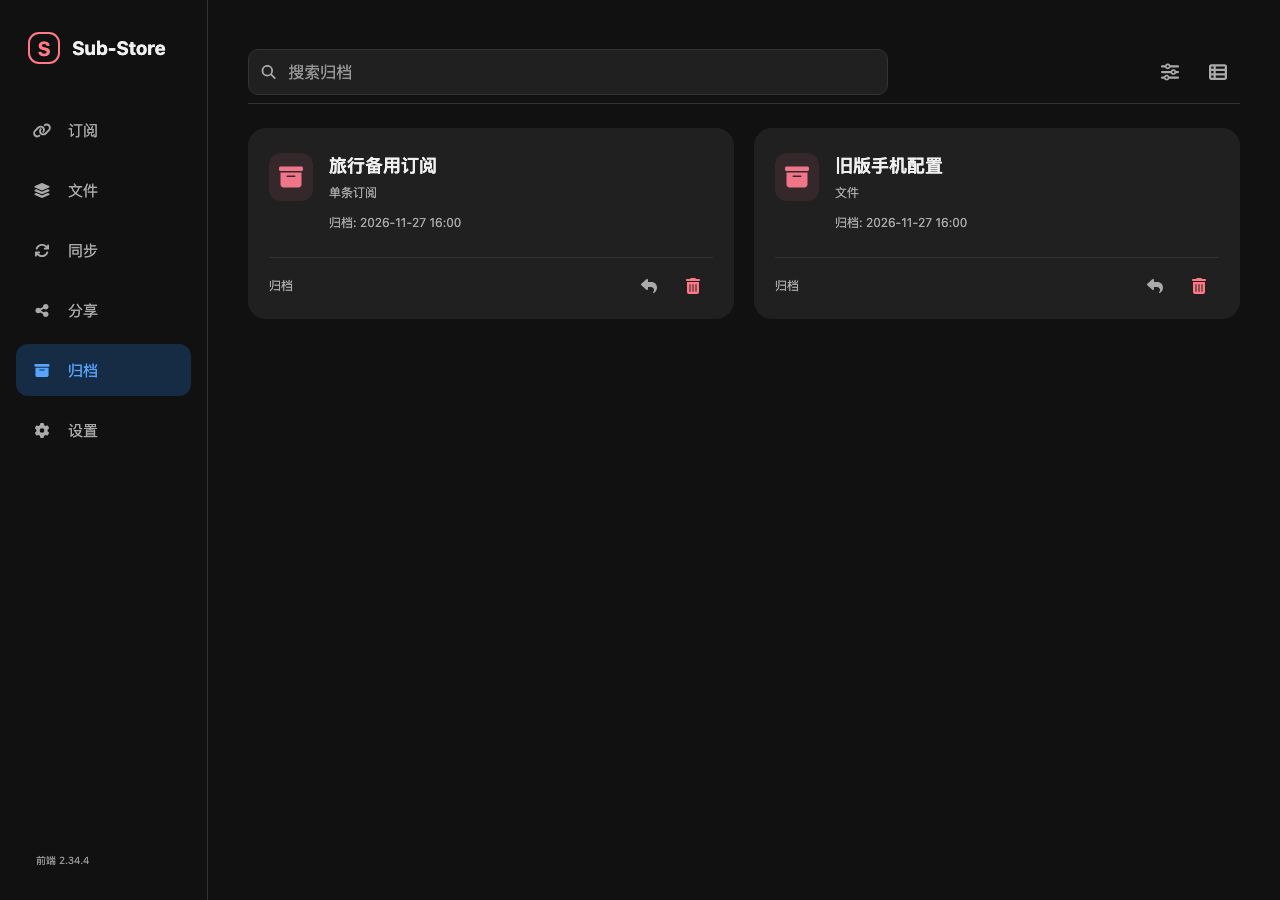 S Sub-Store
订阅
文件
同步
分享
归档
设置
前端 2.34.4
搜索归档
旅行备用订阅
单条订阅
归档: 2026-11-27 16:00
归档
旧版手机配置
文件
归档: 2026-11-27 16:00
归档